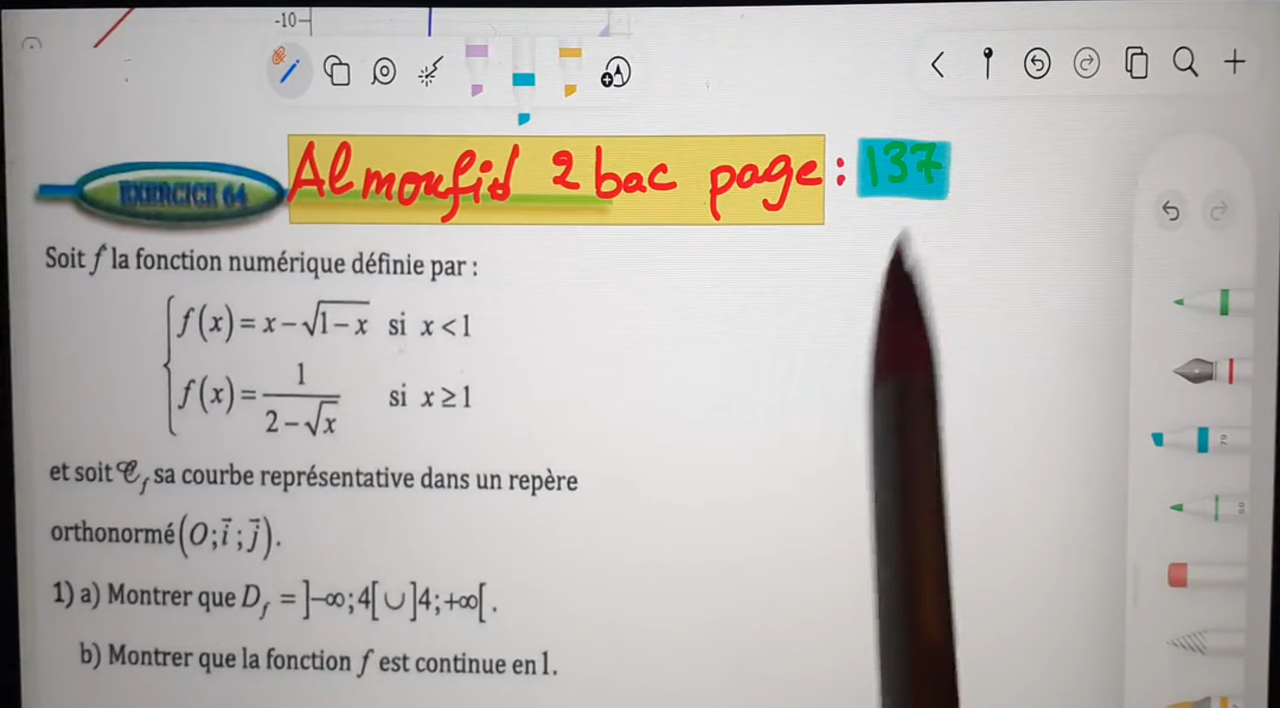 -10
EXERCICE 64 Almoufid 2 bac page : 137
Soit f la fonction numérique définie par :
f(x) = x - √(1-x) si x < 1
f(x) = 1/(2-√x) si x ≥ 1
et soit 𝒞f sa courbe représentative dans un repère
orthonormé (O; i⃗ ; j⃗).
1) a) Montrer que Df = ]-∞; 4[ ∪ ]4; +∞[ .
b) Montrer que la fonction f est continue en 1.